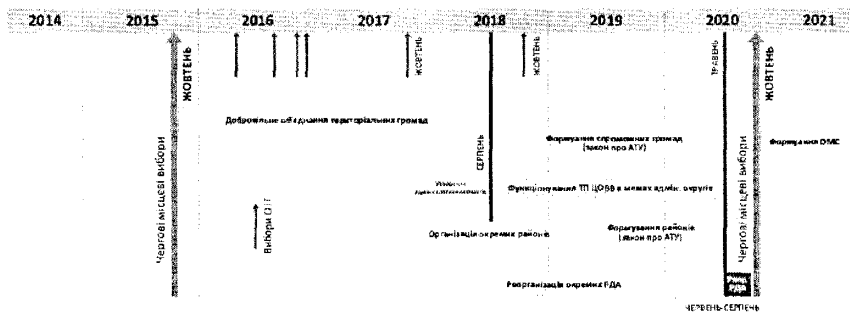 2014 2015 2016 2017 2018 2019 2020 2021
ЖОВТЕНЬ
ЖОВТЕНЬ
ЖОВТЕНЬ
ТРАВЕНЬ
ЖОВТЕНЬ
Добровільне об'єднання територіальних громад
СЕРПЕНЬ
Формування спроможних громад
(закон про АТУ)
Формування ОМС
Чергові місцеві вибори
Функціонування ТП ЦОВВ в межах адмін. округів
Чергові місцеві вибори
Вибори ОТГ
Організація окремих районів
Формування районів
(закон про АТУ)
Реорганізація окремих РДА
РДА
ЧЕРВЕНЬ-СЕРПЕНЬ